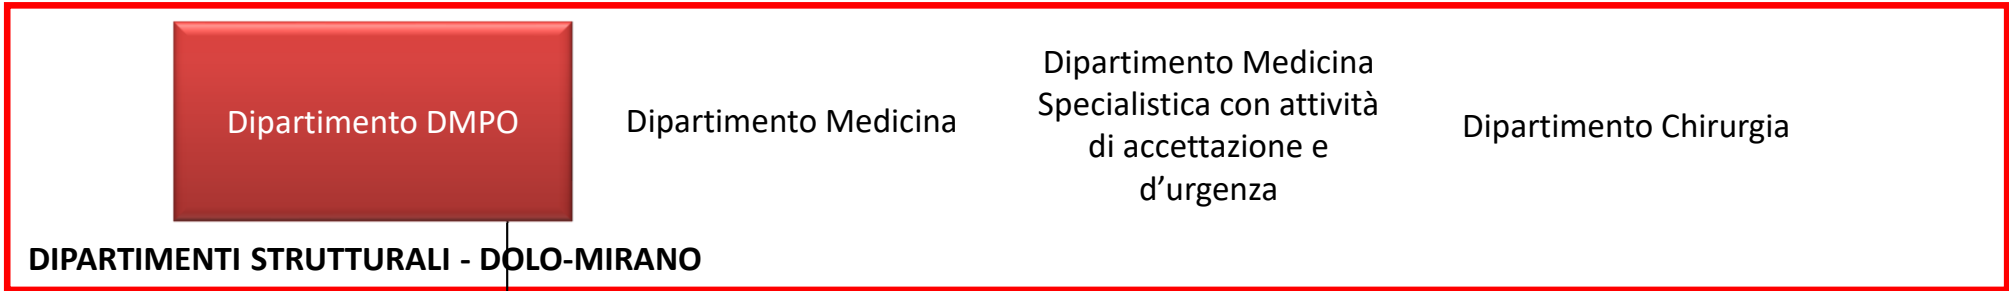 Dipartimento DMPO
Dipartimento Medicina
Dipartimento Medicina
Specialistica con attività
di accettazione e
d’urgenza
Dipartimento Chirurgia
DIPARTIMENTI STRUTTURALI - DOLO-MIRANO